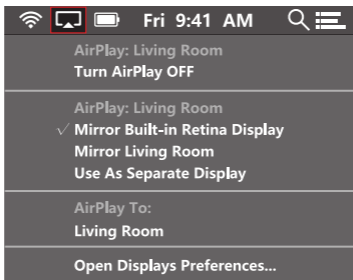 Fri 9:41 AM
AirPlay: Living Room
Turn AirPlay OFF
AirPlay: Living Room
✓ Mirror Built-in Retina Display
Mirror Living Room
Use As Separate Display
AirPlay To:
Living Room
Open Displays Preferences...